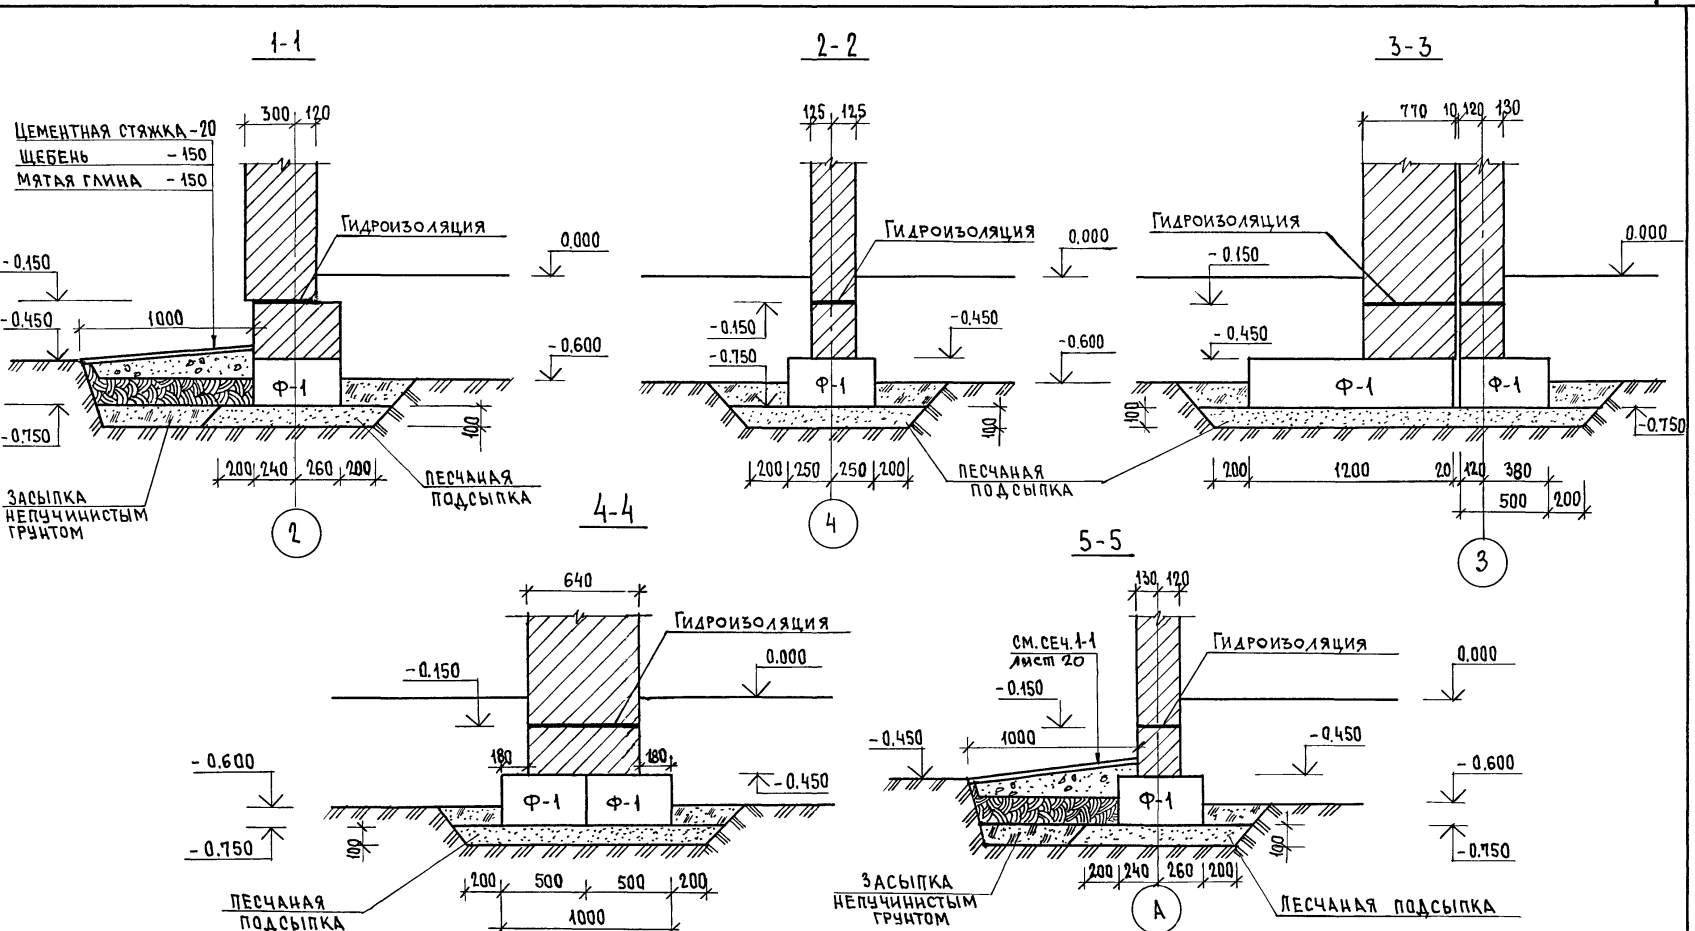 1-1
300 120
ЦЕМЕНТНАЯ СТЯЖКА -20
ЩЕБЕНЬ -150
МЯТАЯ ГЛИНА -150
ГИДРОИЗОЛЯЦИЯ
0.000
-0.150
-0.450
1000
-0.600
Ф-1
-0.750
100
200 240 260 200
ПЕСЧАНАЯ
ПОДСЫПКА
ЗАСЫПКА
НЕПУЧИНИСТЫМ
ГРУНТОМ
2
2-2
125 125
ГИДРОИЗОЛЯЦИЯ
0.000
-0.150
-0.450
-0.750
-0.600
Ф-1
100
200 250 250 200
ПЕСЧАНАЯ
ПОДСЫПКА
4
3-3
770 10 120 130
ГИДРОИЗОЛЯЦИЯ
0.000
-0.150
-0.450
Ф-1 Ф-1
100
-0.750
200 1200 20 120 380
500 200
3
4-4
640
ГИДРОИЗОЛЯЦИЯ
0.000
-0.150
180 180
-0.600
-0.450
Ф-1 Ф-1
100
-0.750
200 500 500 200
1000
ПЕСЧАНАЯ
ПОДСЫПКА
5-5
130 120
СМ. СЕЧ. 1-1
ЛИСТ 20
ГИДРОИЗОЛЯЦИЯ
0.000
-0.150
-0.450
1000
-0.450
-0.600
Ф-1
100
-0.750
200 240 260 200
ЗАСЫПКА
НЕПУЧИНИСТЫМ
ГРУНТОМ
А
ПЕСЧАНАЯ ПОДСЫПКА